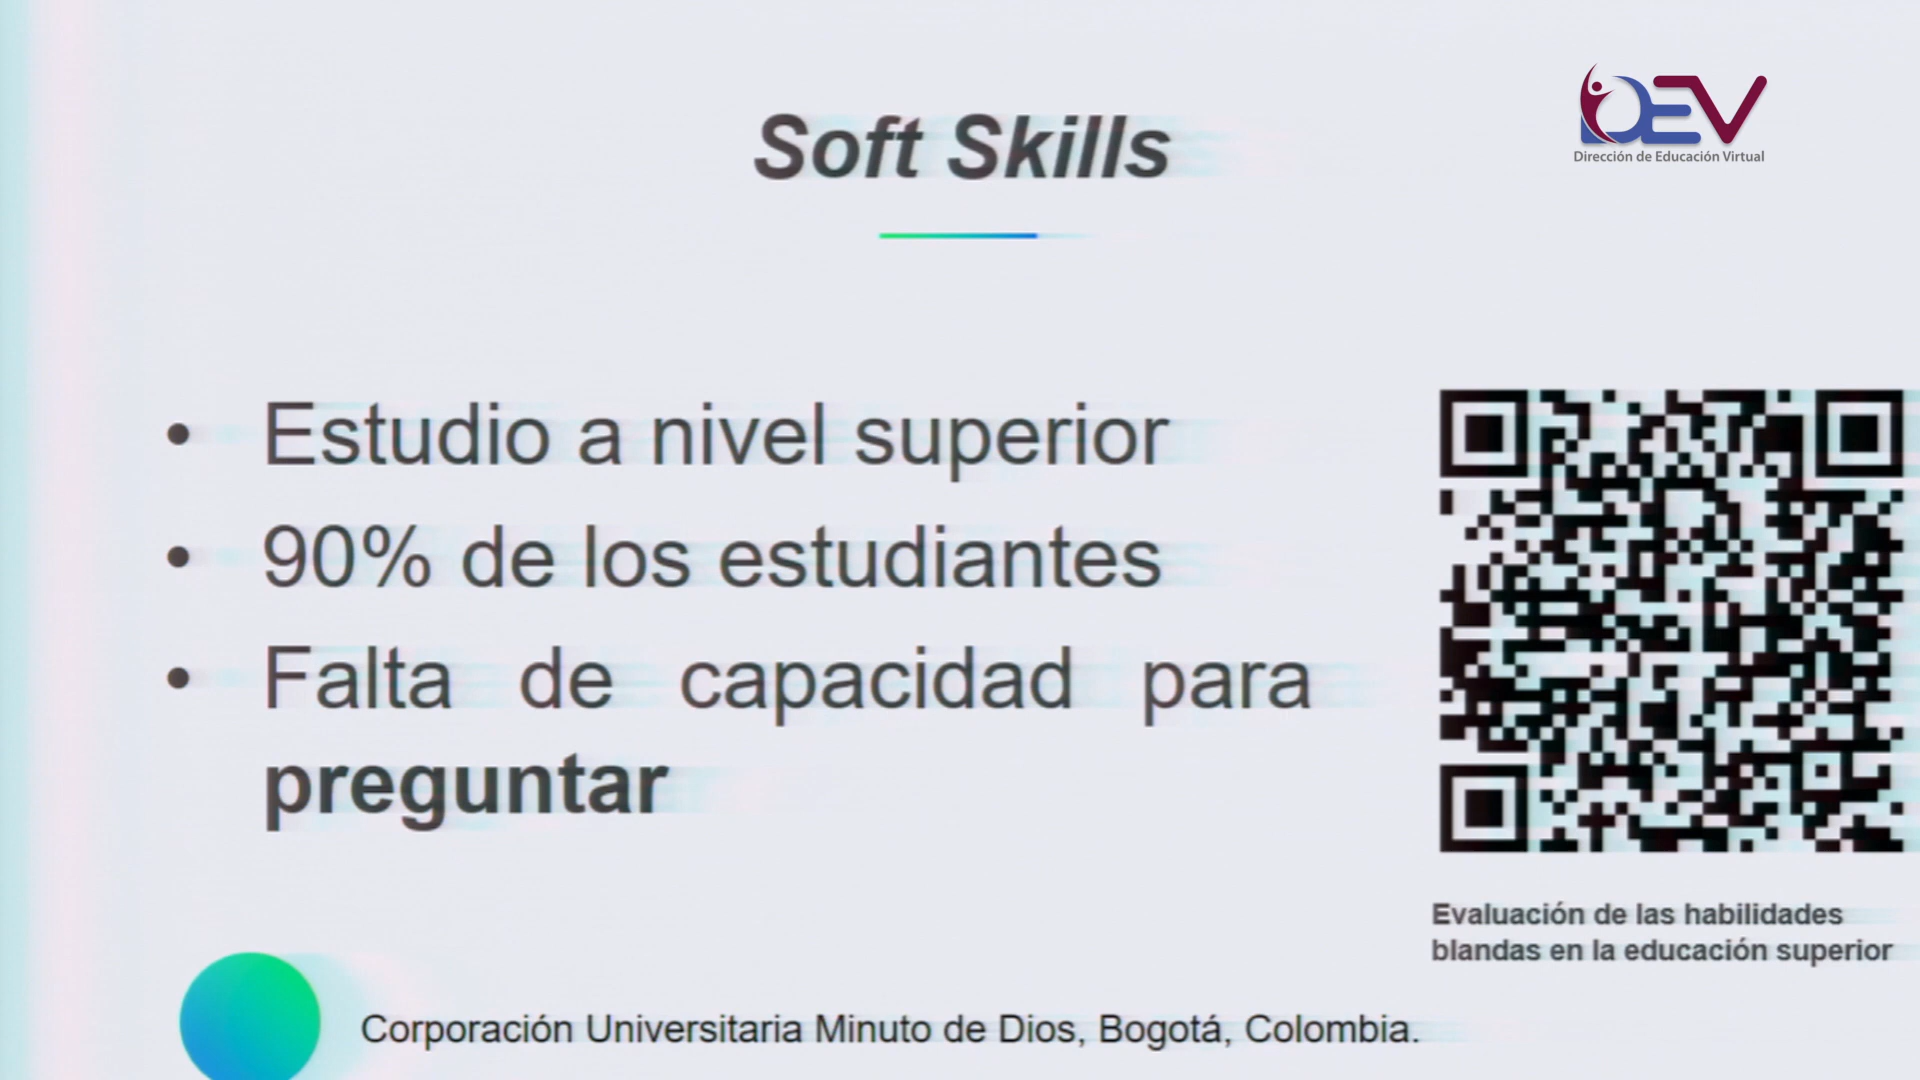 Soft Skills
DEV
Dirección de Educación Virtual
• Estudio a nivel superior
• 90% de los estudiantes
• Falta de capacidad para
preguntar
Evaluación de las habilidades
blandas en la educación superior
Corporación Universitaria Minuto de Dios, Bogotá, Colombia.